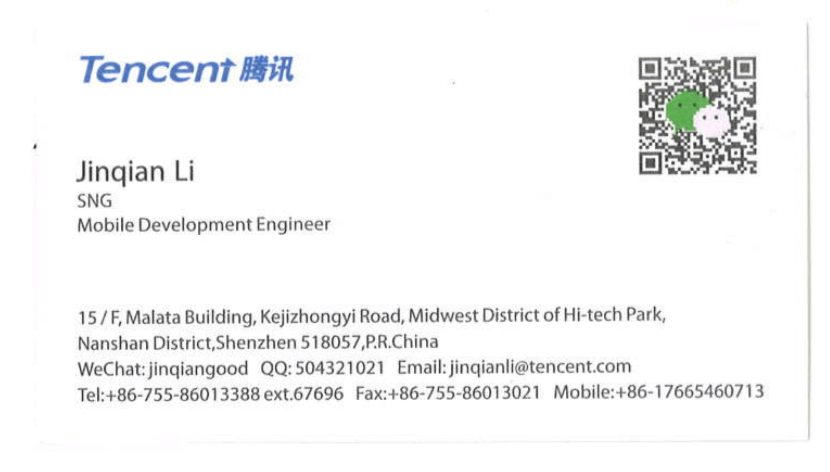 Tencent 腾讯
Jinqian Li
SNG
Mobile Development Engineer
15 / F, Malata Building, Kejizhongyi Road, Midwest District of Hi-tech Park,
Nanshan District,Shenzhen 518057,P.R.China
WeChat: jinqiangood QQ: 504321021 Email: jinqianli@tencent.com
Tel:+86-755-86013388 ext.67696 Fax:+86-755-86013021 Mobile:+86-17665460713